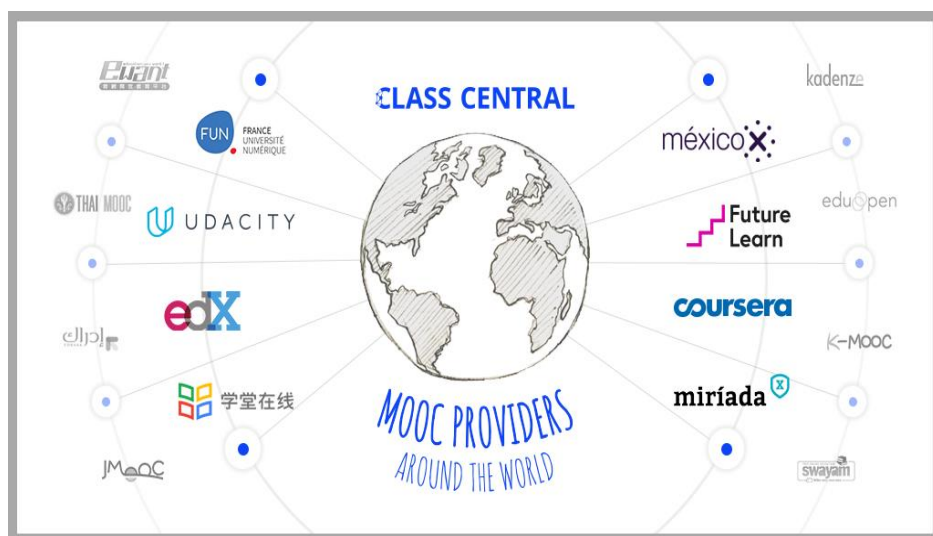 ewant
CLASS CENTRAL
kadenze
FUN
FRANCE
UNIVERSITÉ
NUMÉRIQUE
méxicoX
THAI MOOC
UDACITY
Future
Learn
eduopen
edX
coursera
إدراك
K-MOOC
学堂在线
miríada X
MOOC PROVIDERS
AROUND THE WORLD
JMOOC
swayam